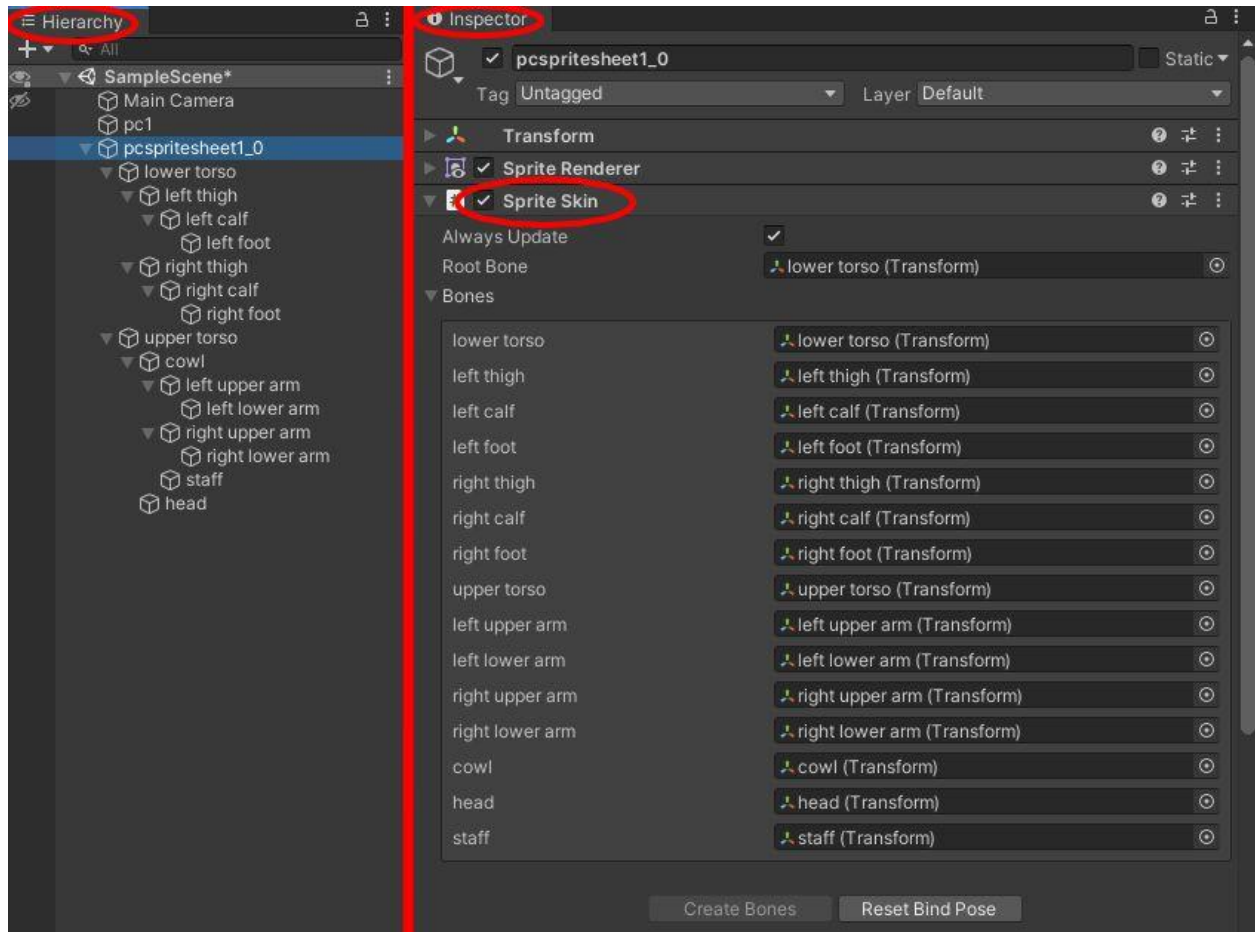 Hierarchy
All
SampleScene*
Main Camera
pc1
pcspritesheet1_0
lower torso
left thigh
left calf
left foot
right thigh
right calf
right foot
upper torso
cowl
left upper arm
left lower arm
right upper arm
right lower arm
staff
head
Inspector
pcspritesheet1_0 Static
Tag Untagged Layer Default
Transform
Sprite Renderer
Sprite Skin
Always Update
Root Bone lower torso (Transform)
Bones
lower torso lower torso (Transform)
left thigh left thigh (Transform)
left calf left calf (Transform)
left foot left foot (Transform)
right thigh right thigh (Transform)
right calf right calf (Transform)
right foot right foot (Transform)
upper torso upper torso (Transform)
left upper arm left upper arm (Transform)
left lower arm left lower arm (Transform)
right upper arm right upper arm (Transform)
right lower arm right lower arm (Transform)
cowl cowl (Transform)
head head (Transform)
staff staff (Transform)
Create Bones Reset Bind Pose